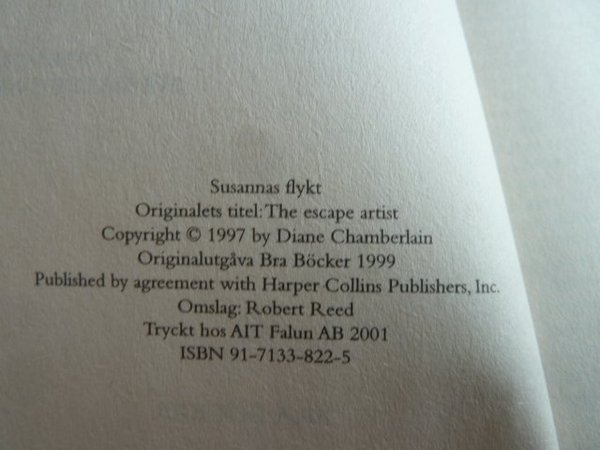 Susannas flykt
Originalets titel: The escape artist
Copyright © 1997 by Diane Chamberlain
Originalutgåva Bra Böcker 1999
Published by agreement with Harper Collins Publishers, Inc.
Omslag: Robert Reed
Tryckt hos AIT Falun AB 2001
ISBN 91-7133-822-5